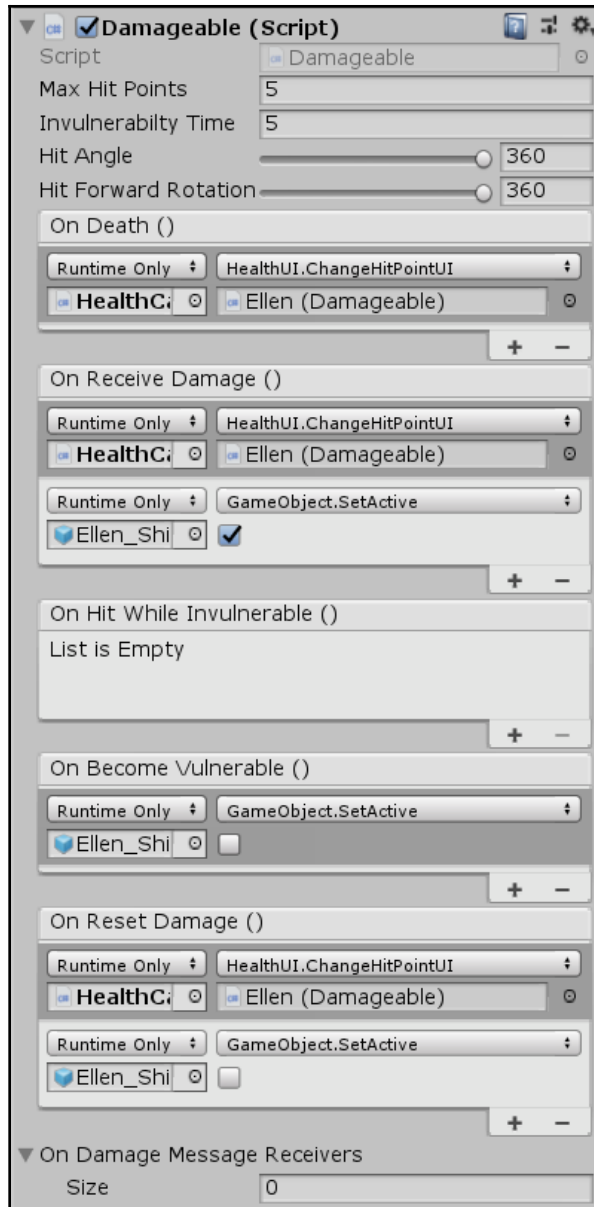 Damageable (Script)
Script Damageable
Max Hit Points 5
Invulnerabilty Time 5
Hit Angle 360
Hit Forward Rotation 360
On Death ()
Runtime Only HealthUI.ChangeHitPointUI
HealthCa Ellen (Damageable)
+ −
On Receive Damage ()
Runtime Only HealthUI.ChangeHitPointUI
HealthCa Ellen (Damageable)
Runtime Only GameObject.SetActive
Ellen_Shi
+ −
On Hit While Invulnerable ()
List is Empty
+ −
On Become Vulnerable ()
Runtime Only GameObject.SetActive
Ellen_Shi
+ −
On Reset Damage ()
Runtime Only HealthUI.ChangeHitPointUI
HealthCa Ellen (Damageable)
Runtime Only GameObject.SetActive
Ellen_Shi
+ −
On Damage Message Receivers
Size 0